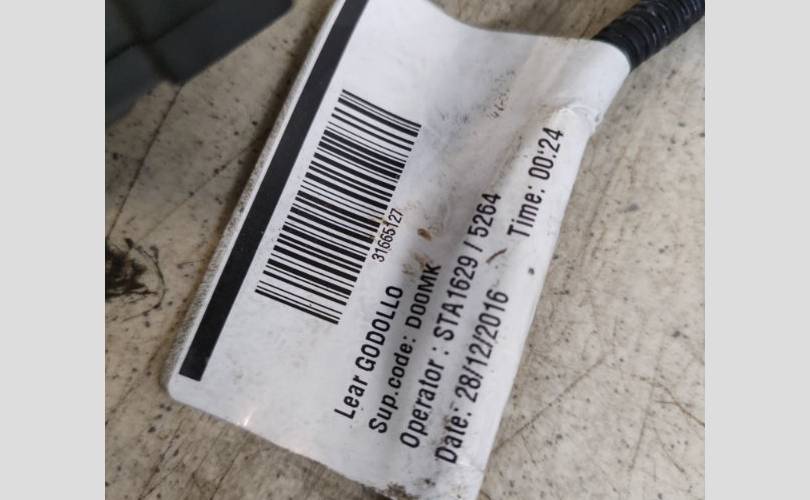 31665127
Lear GODOLLO
Sup.code: D00MK
Operator : STA1629 / 5264
Date: 28/12/2016 Time: 00:24